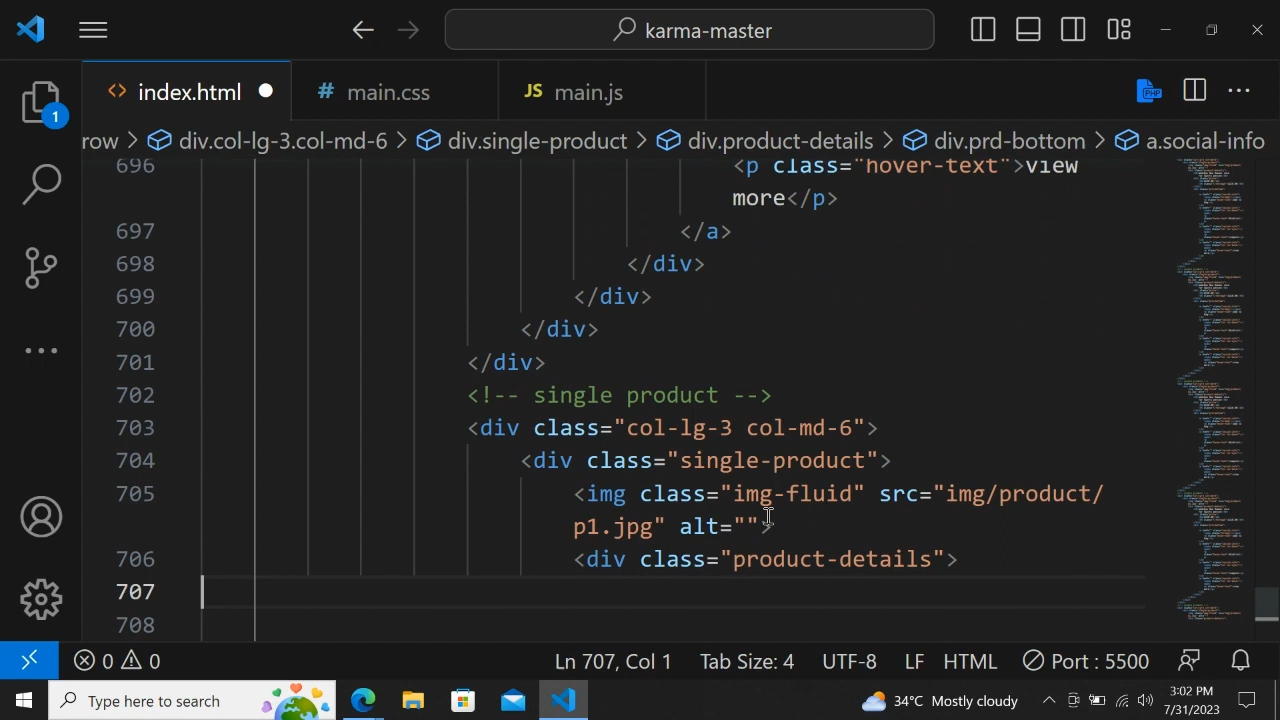 karma-master
index.html
# main.css
JS main.js
row > div.col-lg-3.col-md-6 > div.single-product > div.product-details > div.prd-bottom > a.social-info
696 <p class="hover-text">view
more</p>
697 </a>
698 </div>
699 </div>
700 </div>
701 </div>
702 <!-- single product -->
703 <div class="col-lg-3 col-md-6">
704 <div class="single-product">
705 <img class="img-fluid" src="img/product/
p1.jpg" alt="">
706 <div class="product-details"
707
708
1
0 0
Ln 707, Col 1
Tab Size: 4
UTF-8
LF
HTML
Port : 5500
Type here to search
34°C Mostly cloudy
3:02 PM
7/31/2023